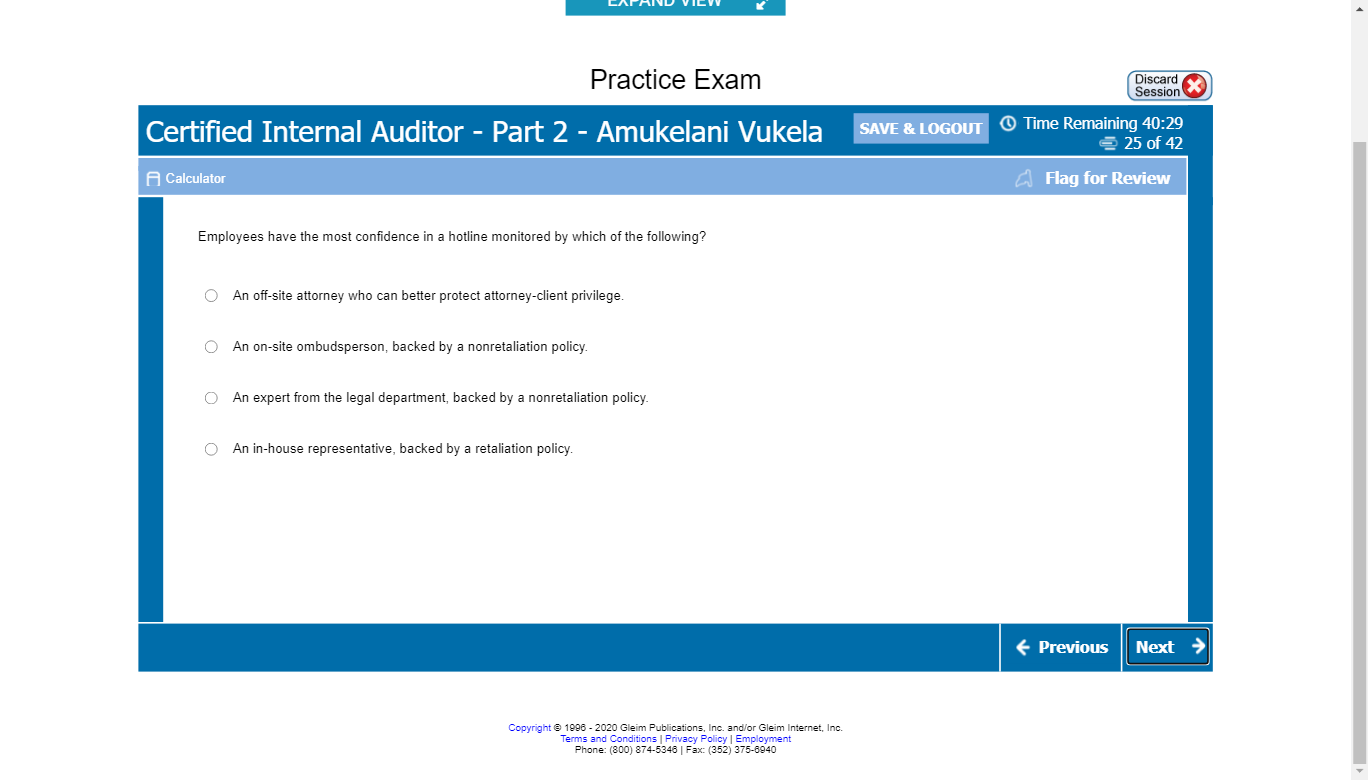 EXPAND VIEW
Practice Exam
Discard
Session
Certified Internal Auditor - Part 2 - Amukelani Vukela
SAVE & LOGOUT
Time Remaining 40:29
25 of 42
Calculator
Flag for Review
Employees have the most confidence in a hotline monitored by which of the following?
An off-site attorney who can better protect attorney-client privilege.
An on-site ombudsperson, backed by a nonretaliation policy.
An expert from the legal department, backed by a nonretaliation policy.
An in-house representative, backed by a retaliation policy.
Previous
Next
Copyright © 1996 - 2020 Gleim Publications, Inc. and/or Gleim Internet, Inc.
Terms and Conditions | Privacy Policy | Employment
Phone: (800) 874-5346 | Fax: (352) 375-6940